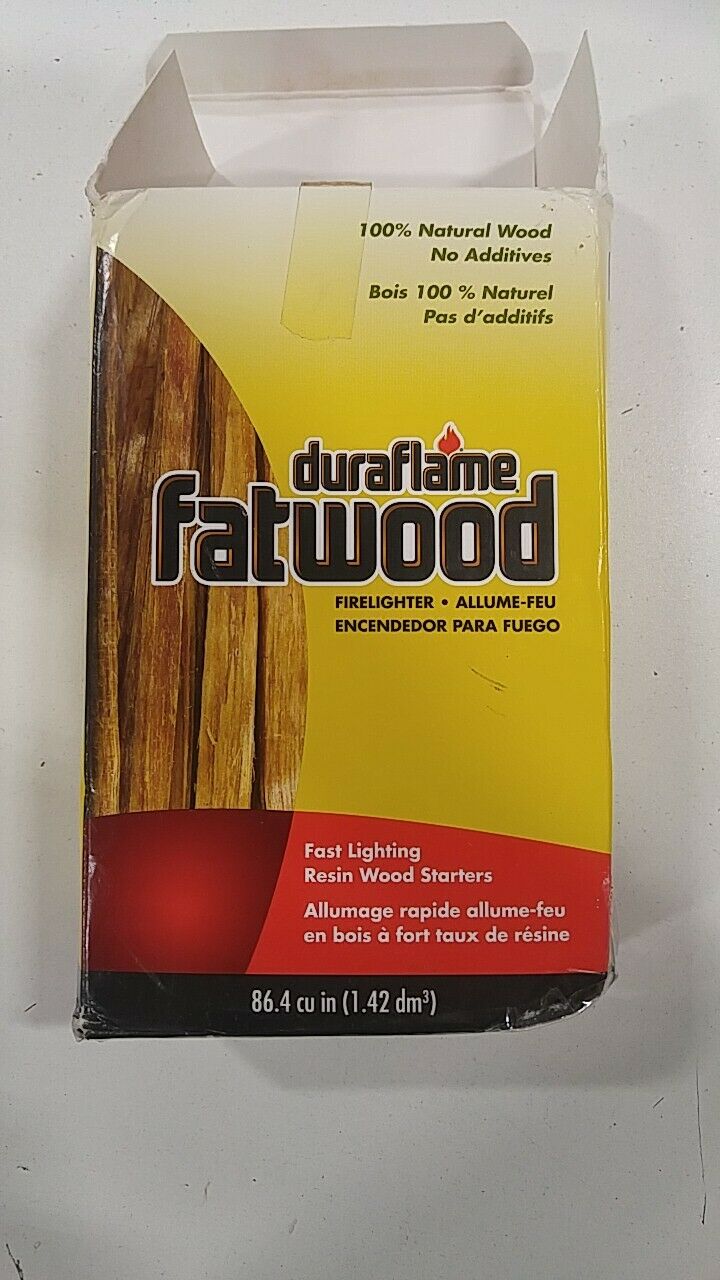 100% Natural Wood
No Additives
Bois 100 % Naturel
Pas d'additifs
duraflame
fatwood
FIRELIGHTER • ALLUME-FEU
ENCENDEDOR PARA FUEGO
Fast Lighting
Resin Wood Starters
Allumage rapide allume-feu
en bois à fort taux de résine
86.4 cu in (1.42 dm³)